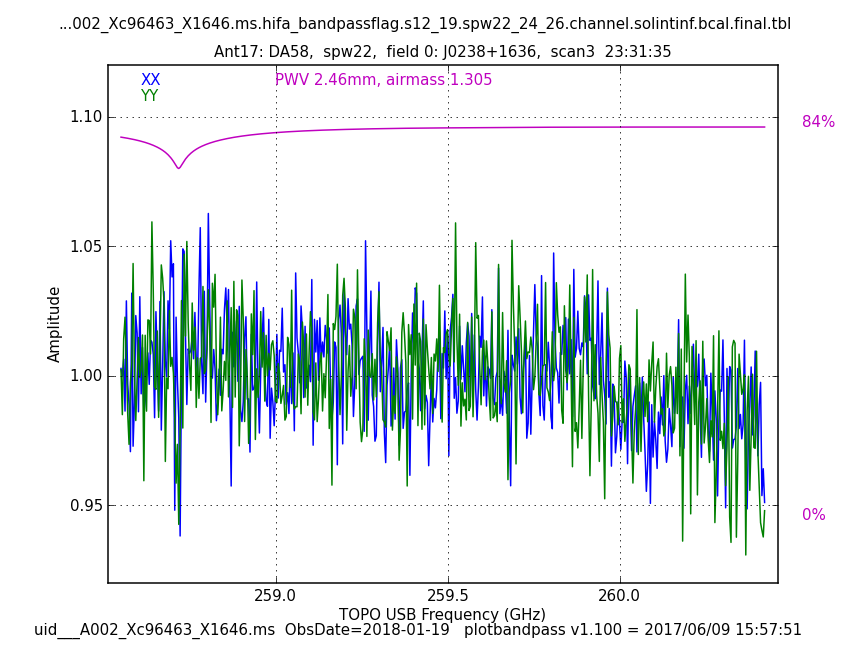 ...002_Xc96463_X1646.ms.hifa_bandpassflag.s12_19.spw22_24_26.channel.solintinf.bcal.final.tbl
Ant17: DA58,  spw22,  field 0: J0238+1636,  scan3  23:31:35
XX
PWV 2.46mm, airmass 1.305
YY
1.10
84%
1.05
Amplitude
1.00
0.95
0%
259.0
259.5
260.0
TOPO USB Frequency (GHz)
uid___A002_Xc96463_X1646.ms  ObsDate=2018-01-19   plotbandpass v1.100 = 2017/06/09 15:57:51